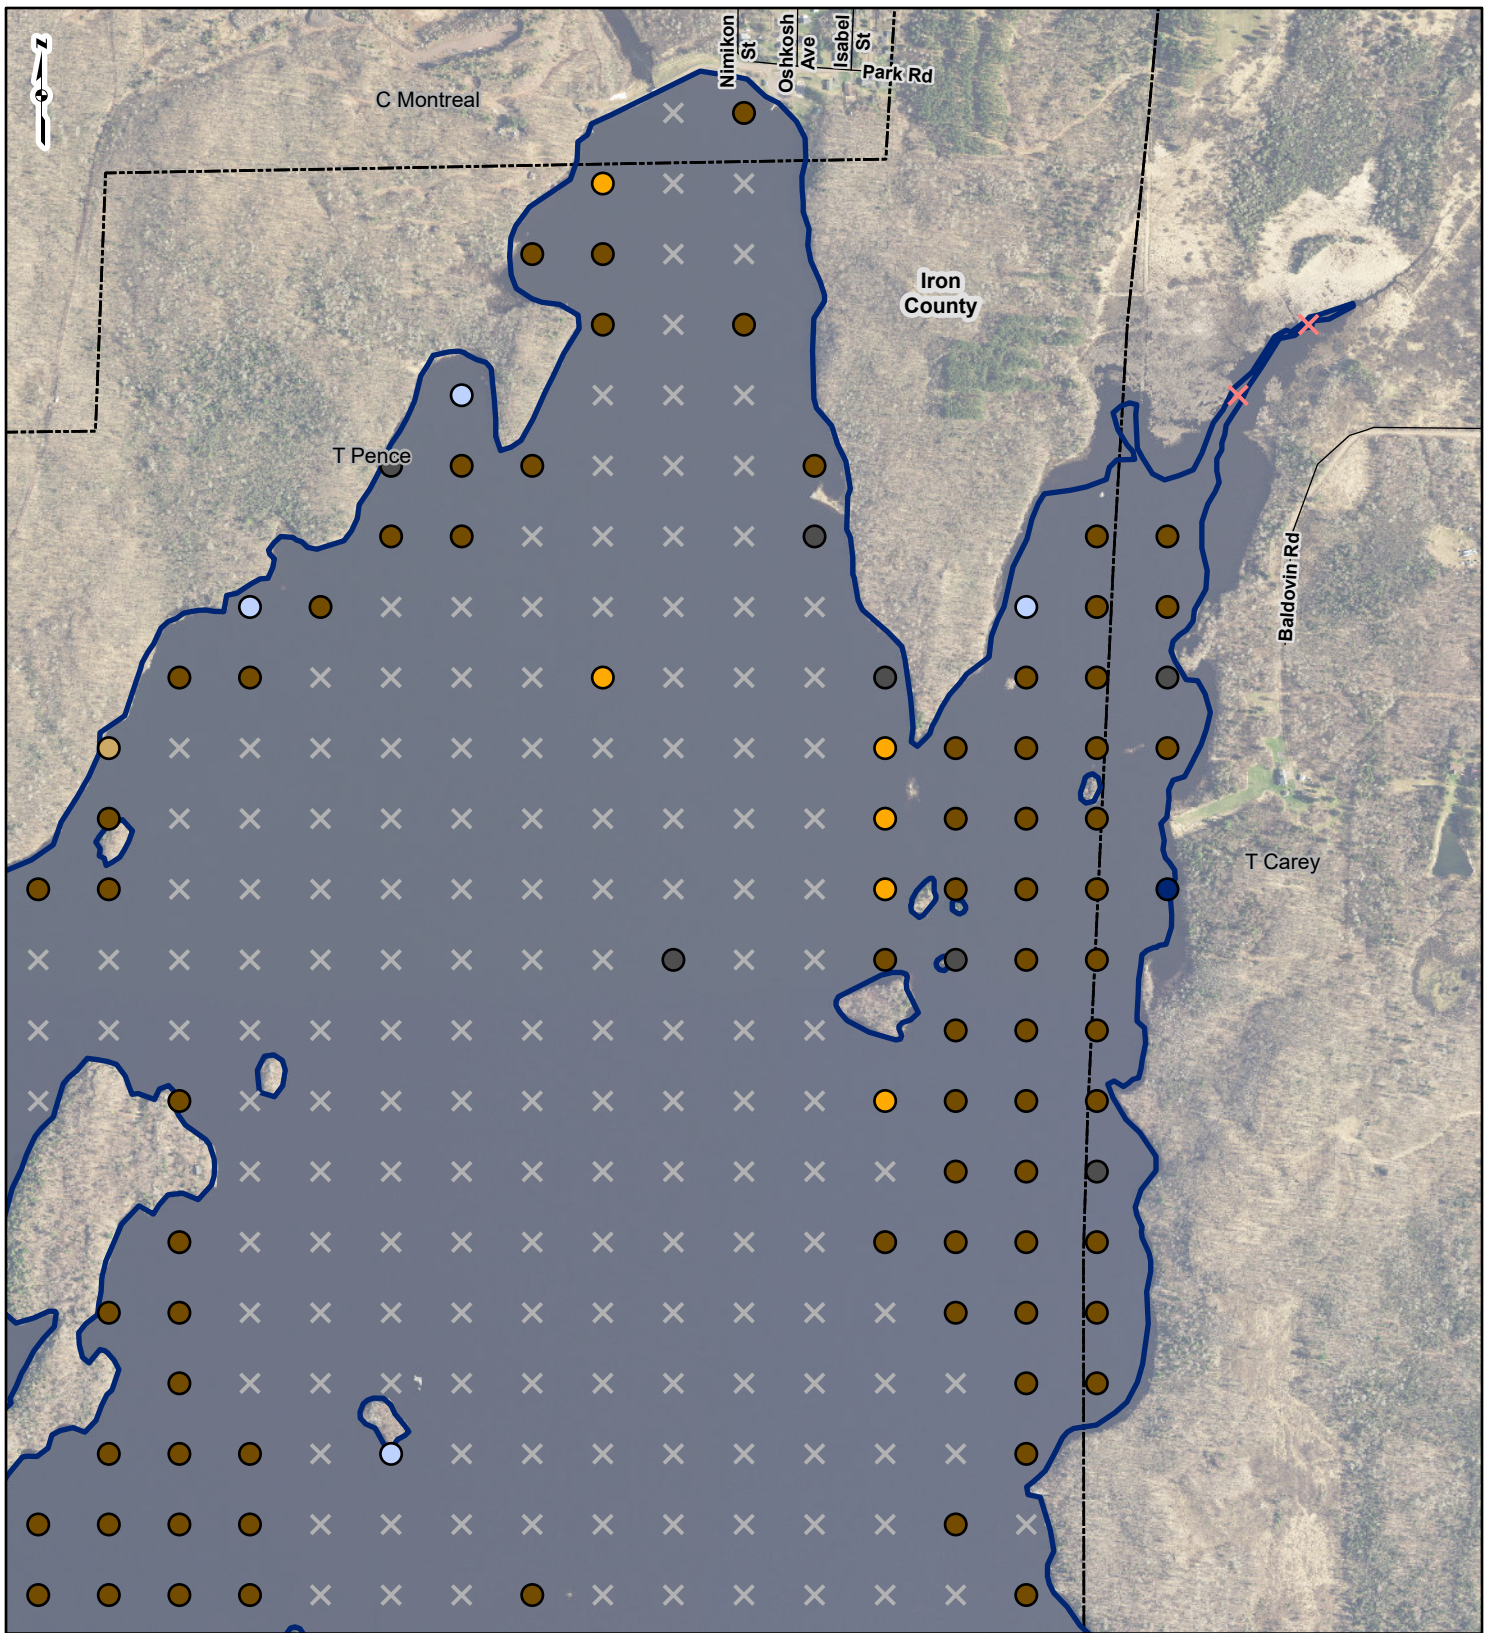 Z
C Montreal
Nimikon
St
Oshkosh
Ave
Isabel
St
Park Rd
Iron
County
T Pence
Baldovin Rd
T Carey